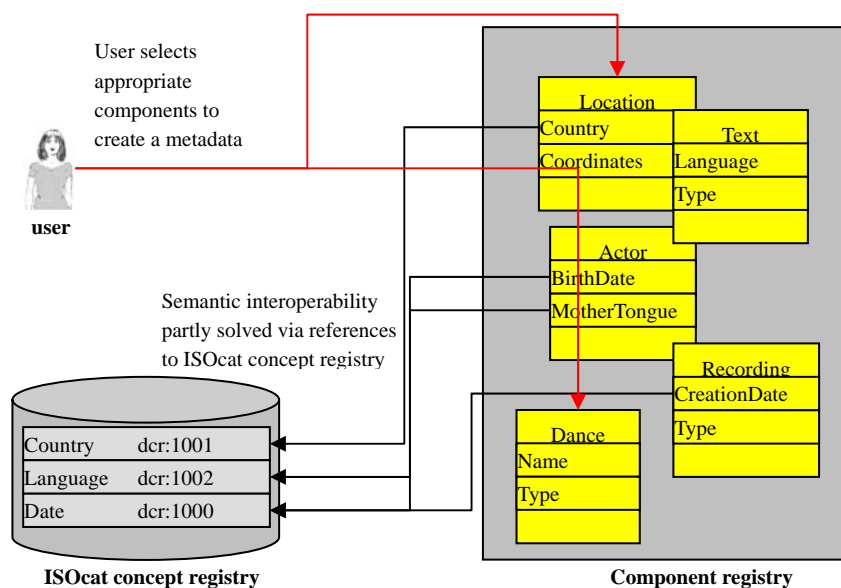 User selects
appropriate
components to
create a metadata
user
Semantic interoperability
partly solved via references
to ISOcat concept registry
Country dcr:1001
Language dcr:1002
Date dcr:1000
ISOcat concept registry
Location
Country
Coordinates
Text
Language
Type
Actor
BirthDate
MotherTongue
Recording
CreationDate
Type
Dance
Name
Type
Component registry